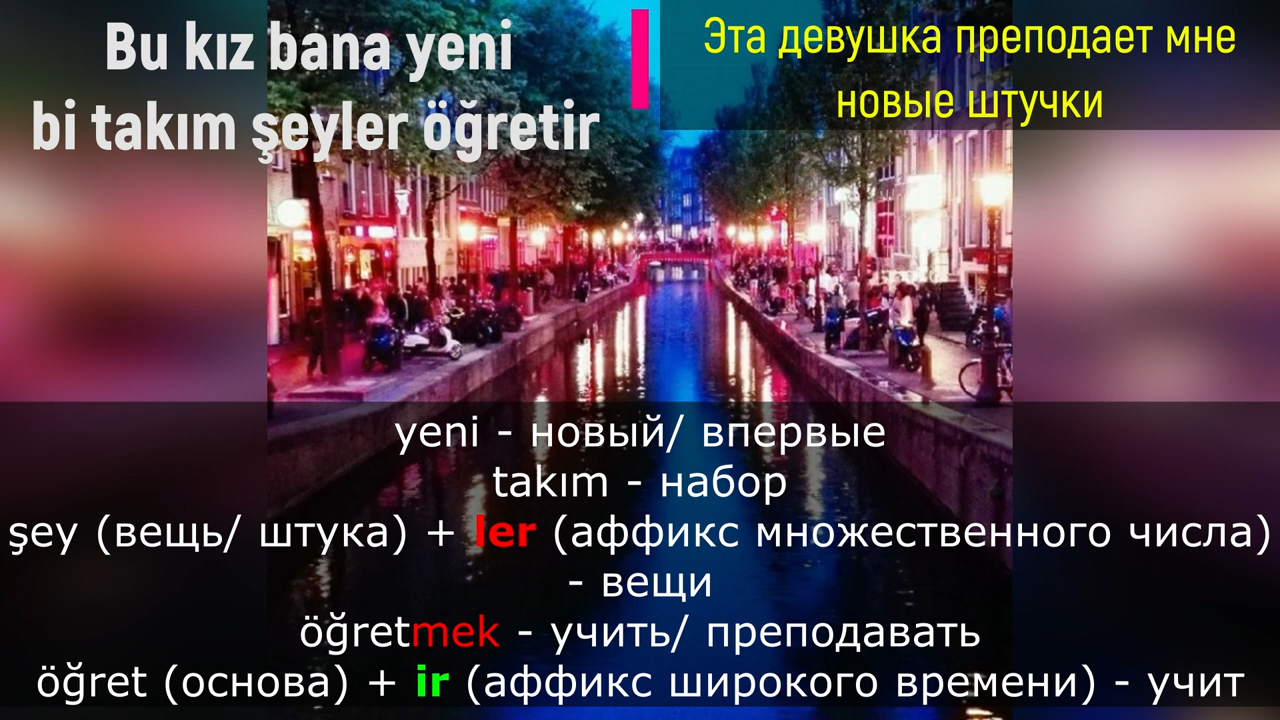 Bu kız bana yeni
bi takım şeyler öğretir
Эта девушка преподает мне
новые штучки
yeni - новый/ впервые
takım - набор
şey (вещь/ штука) + ler (аффикс множественного числа)
- вещи
öğretmek - учить/ преподавать
öğret (основа) + ir (аффикс широкого времени) - учит